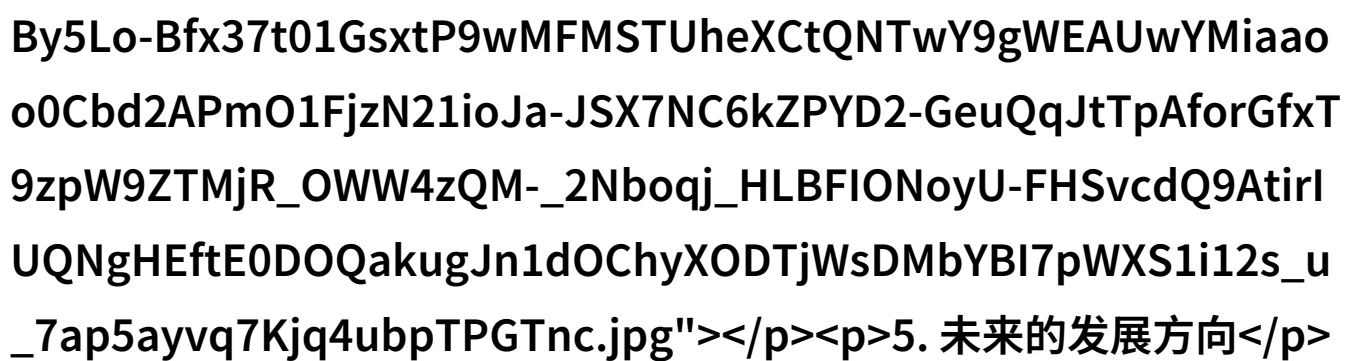 By5Lo-Bfx37t01GsxtP9wMFMSTUheXCtQNTwY9gWEAUwYMiaao
o0Cbd2APmO1FjzN21ioJa-JSX7NC6kZPYD2-GeuQqJtTpAforGfxT
9zpW9ZTMjR_OWW4zQM-_2Nboqj_HLBFIONoyU-FHSvcdQ9AtirI
UQNgHEftE0DOQakugJn1dOChyXODTjWsDMbYBI7pWXS1i12s_u
_7ap5ayvq7Kjq4ubpTPGTnc.jpg"></p><p>5. 未来的发展方向</p>